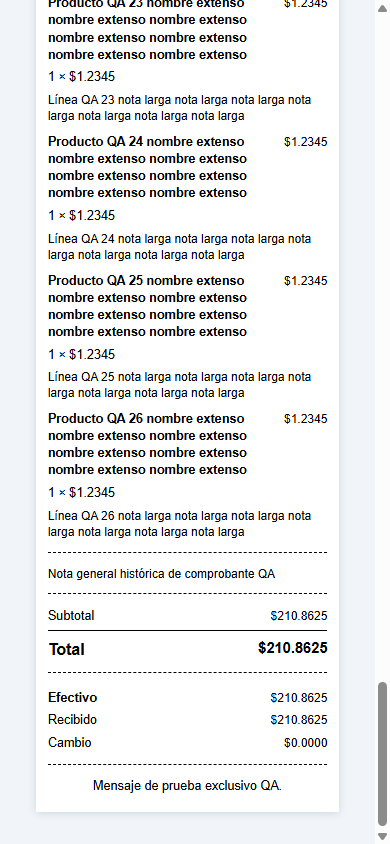 Producto QA 23 nombre extenso $1.2345
nombre extenso nombre extenso
nombre extenso nombre extenso
nombre extenso nombre extenso
1 × $1.2345
Línea QA 23 nota larga nota larga nota larga nota
larga nota larga nota larga nota larga
Producto QA 24 nombre extenso $1.2345
nombre extenso nombre extenso
nombre extenso nombre extenso
nombre extenso nombre extenso
1 × $1.2345
Línea QA 24 nota larga nota larga nota larga nota
larga nota larga nota larga nota larga
Producto QA 25 nombre extenso $1.2345
nombre extenso nombre extenso
nombre extenso nombre extenso
nombre extenso nombre extenso
1 × $1.2345
Línea QA 25 nota larga nota larga nota larga nota
larga nota larga nota larga nota larga
Producto QA 26 nombre extenso $1.2345
nombre extenso nombre extenso
nombre extenso nombre extenso
nombre extenso nombre extenso
1 × $1.2345
Línea QA 26 nota larga nota larga nota larga nota
larga nota larga nota larga nota larga
Nota general histórica de comprobante QA
Subtotal $210.8625
Total $210.8625
Efectivo $210.8625
Recibido $210.8625
Cambio $0.0000
Mensaje de prueba exclusivo QA.